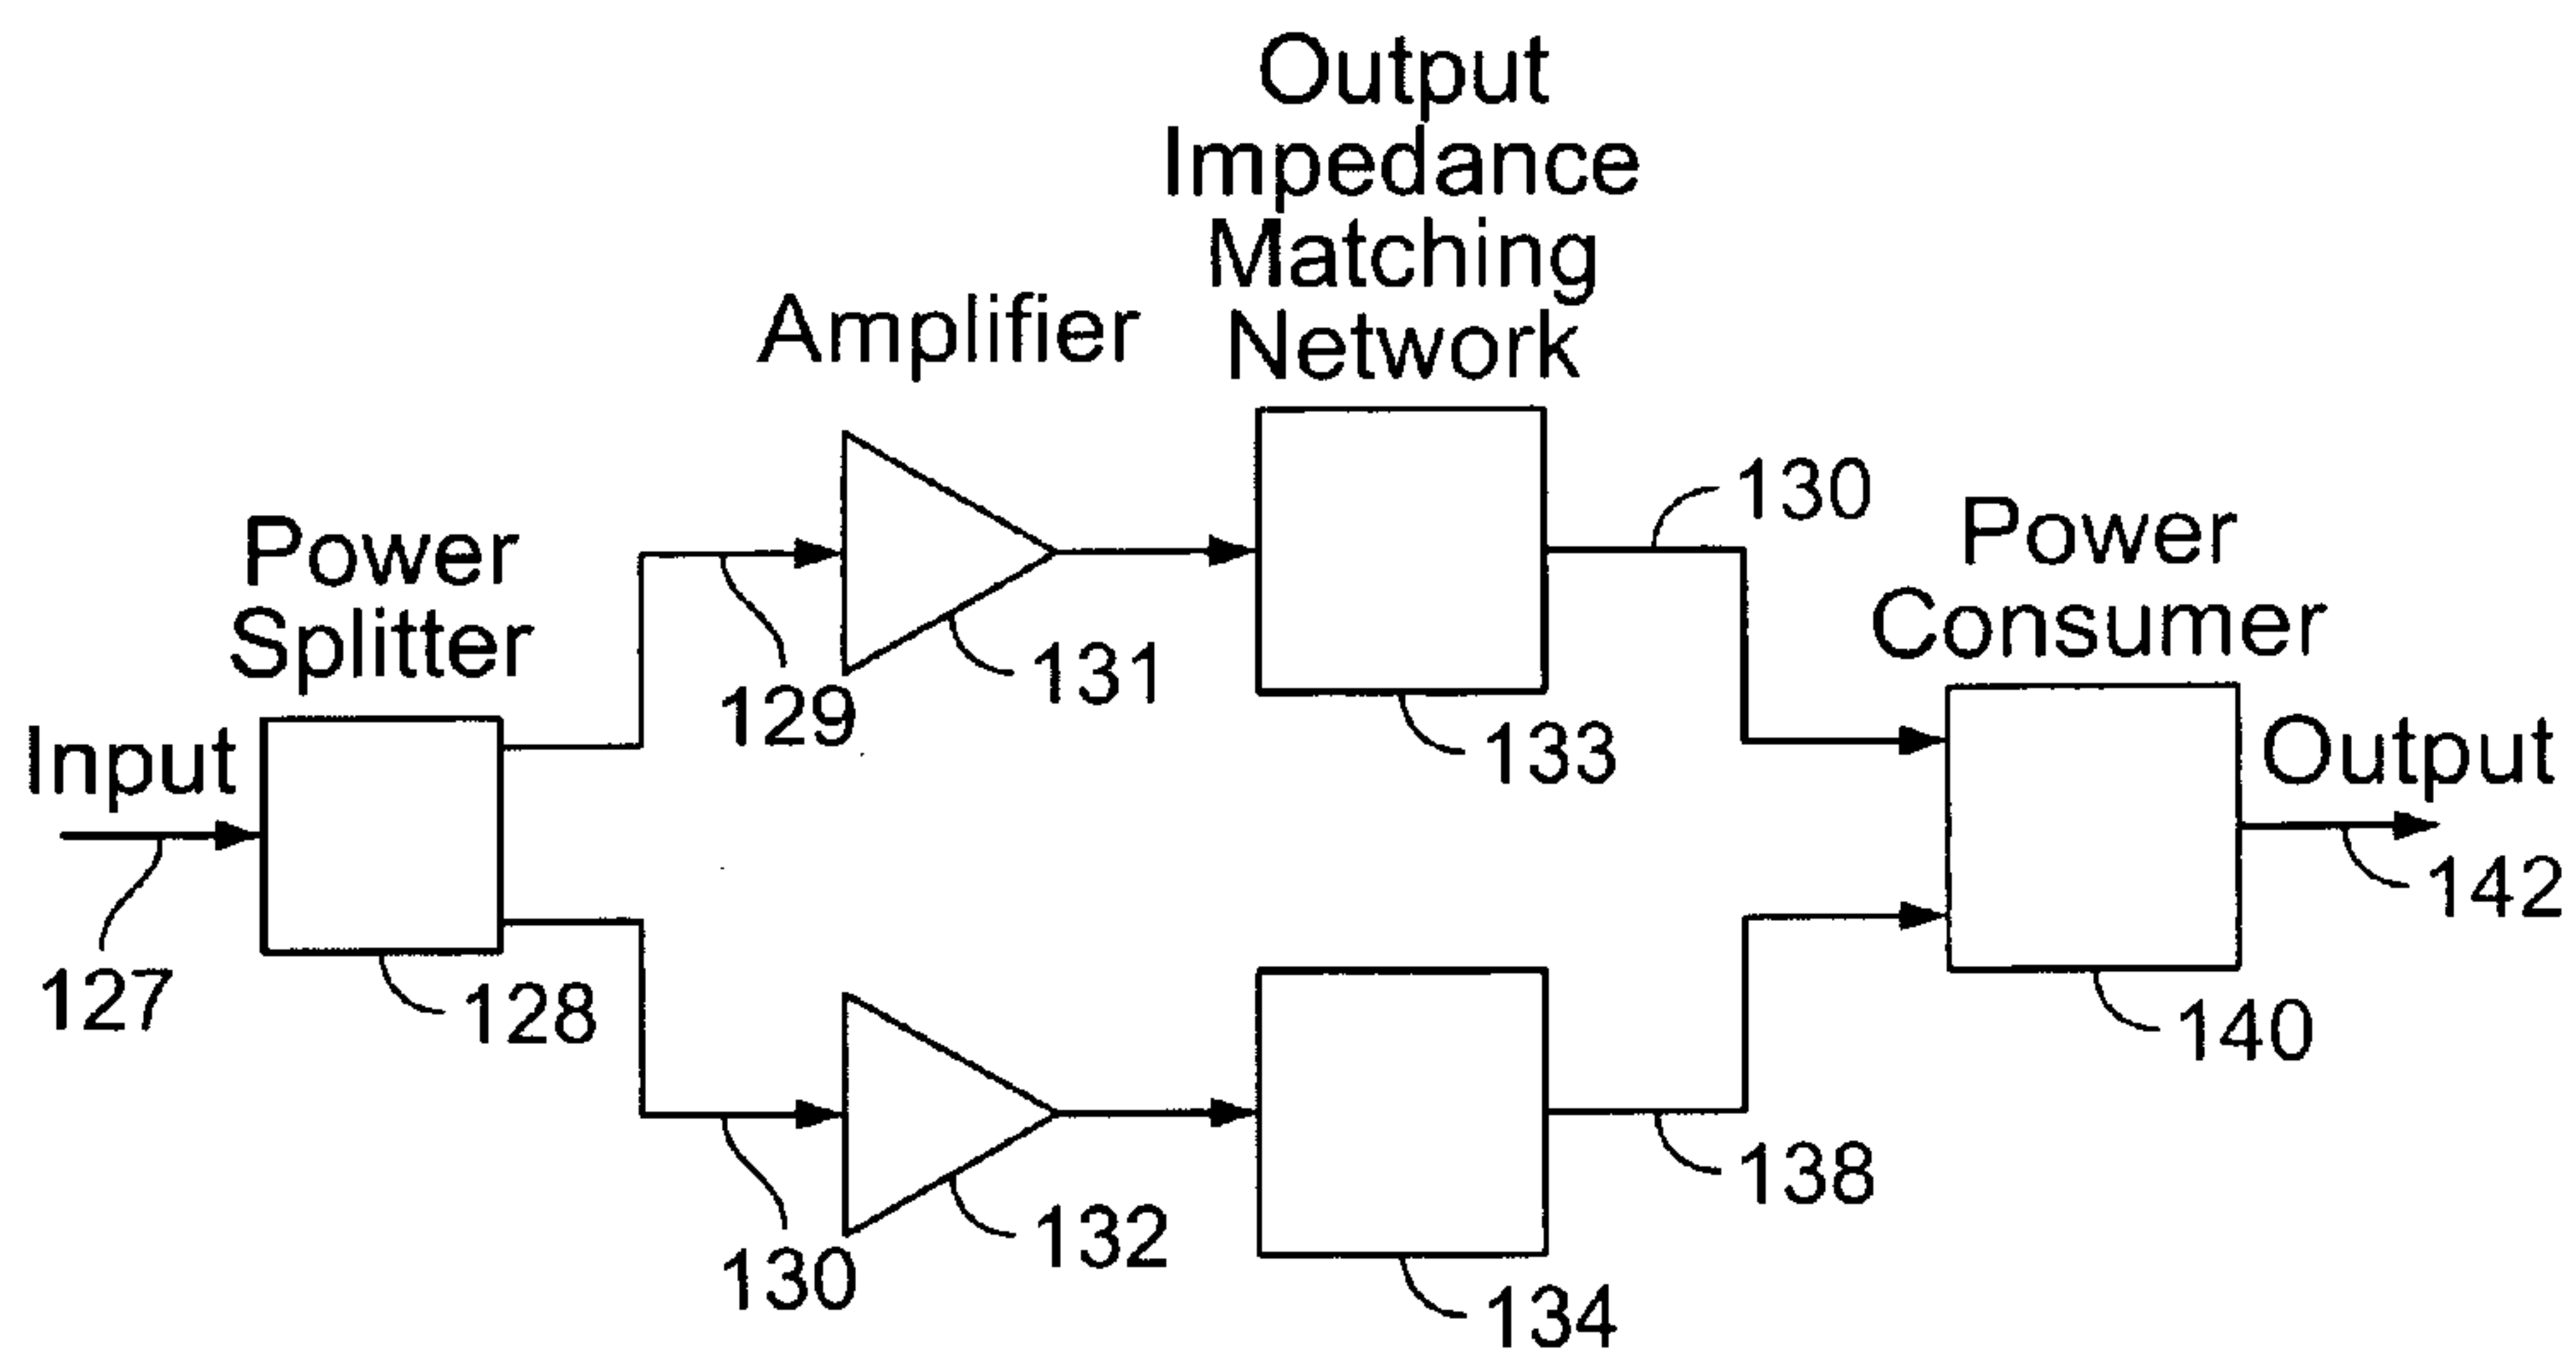 Output
Impedance
Matching
Network
Amplifier
130
Power
Consumer
Power
Splitter
131
129
133
Input
Output
142
127
128
140
138
132
130
134